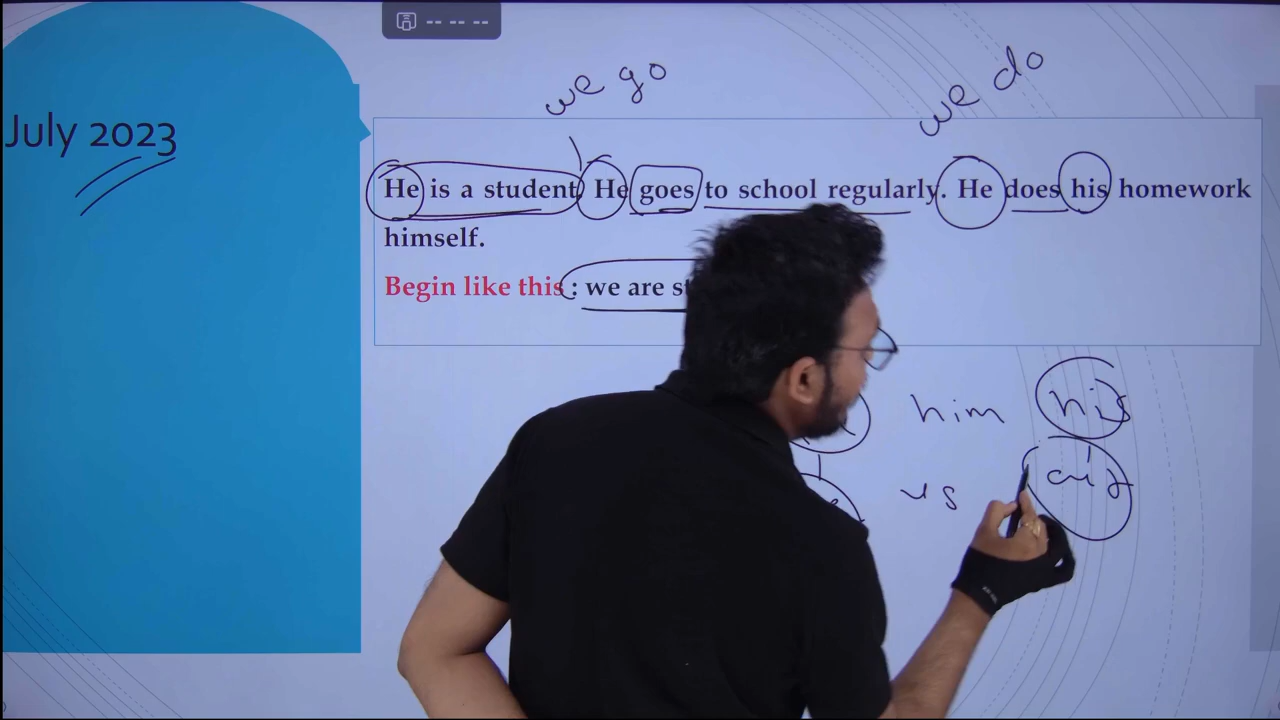 -- -- --
we go
we do
July 2023
He is a student He goes to school regularly. He does his homework
himself.
Begin like this : we are
him his
us